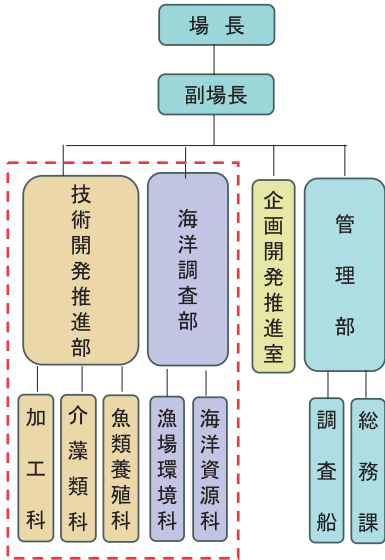 場長
副場長
技術開発推進部
海洋調査部
企画開発推進室
管理部
加工科
介藻類科
魚類養殖科
漁場環境科
海洋資源科
調査船
総務課